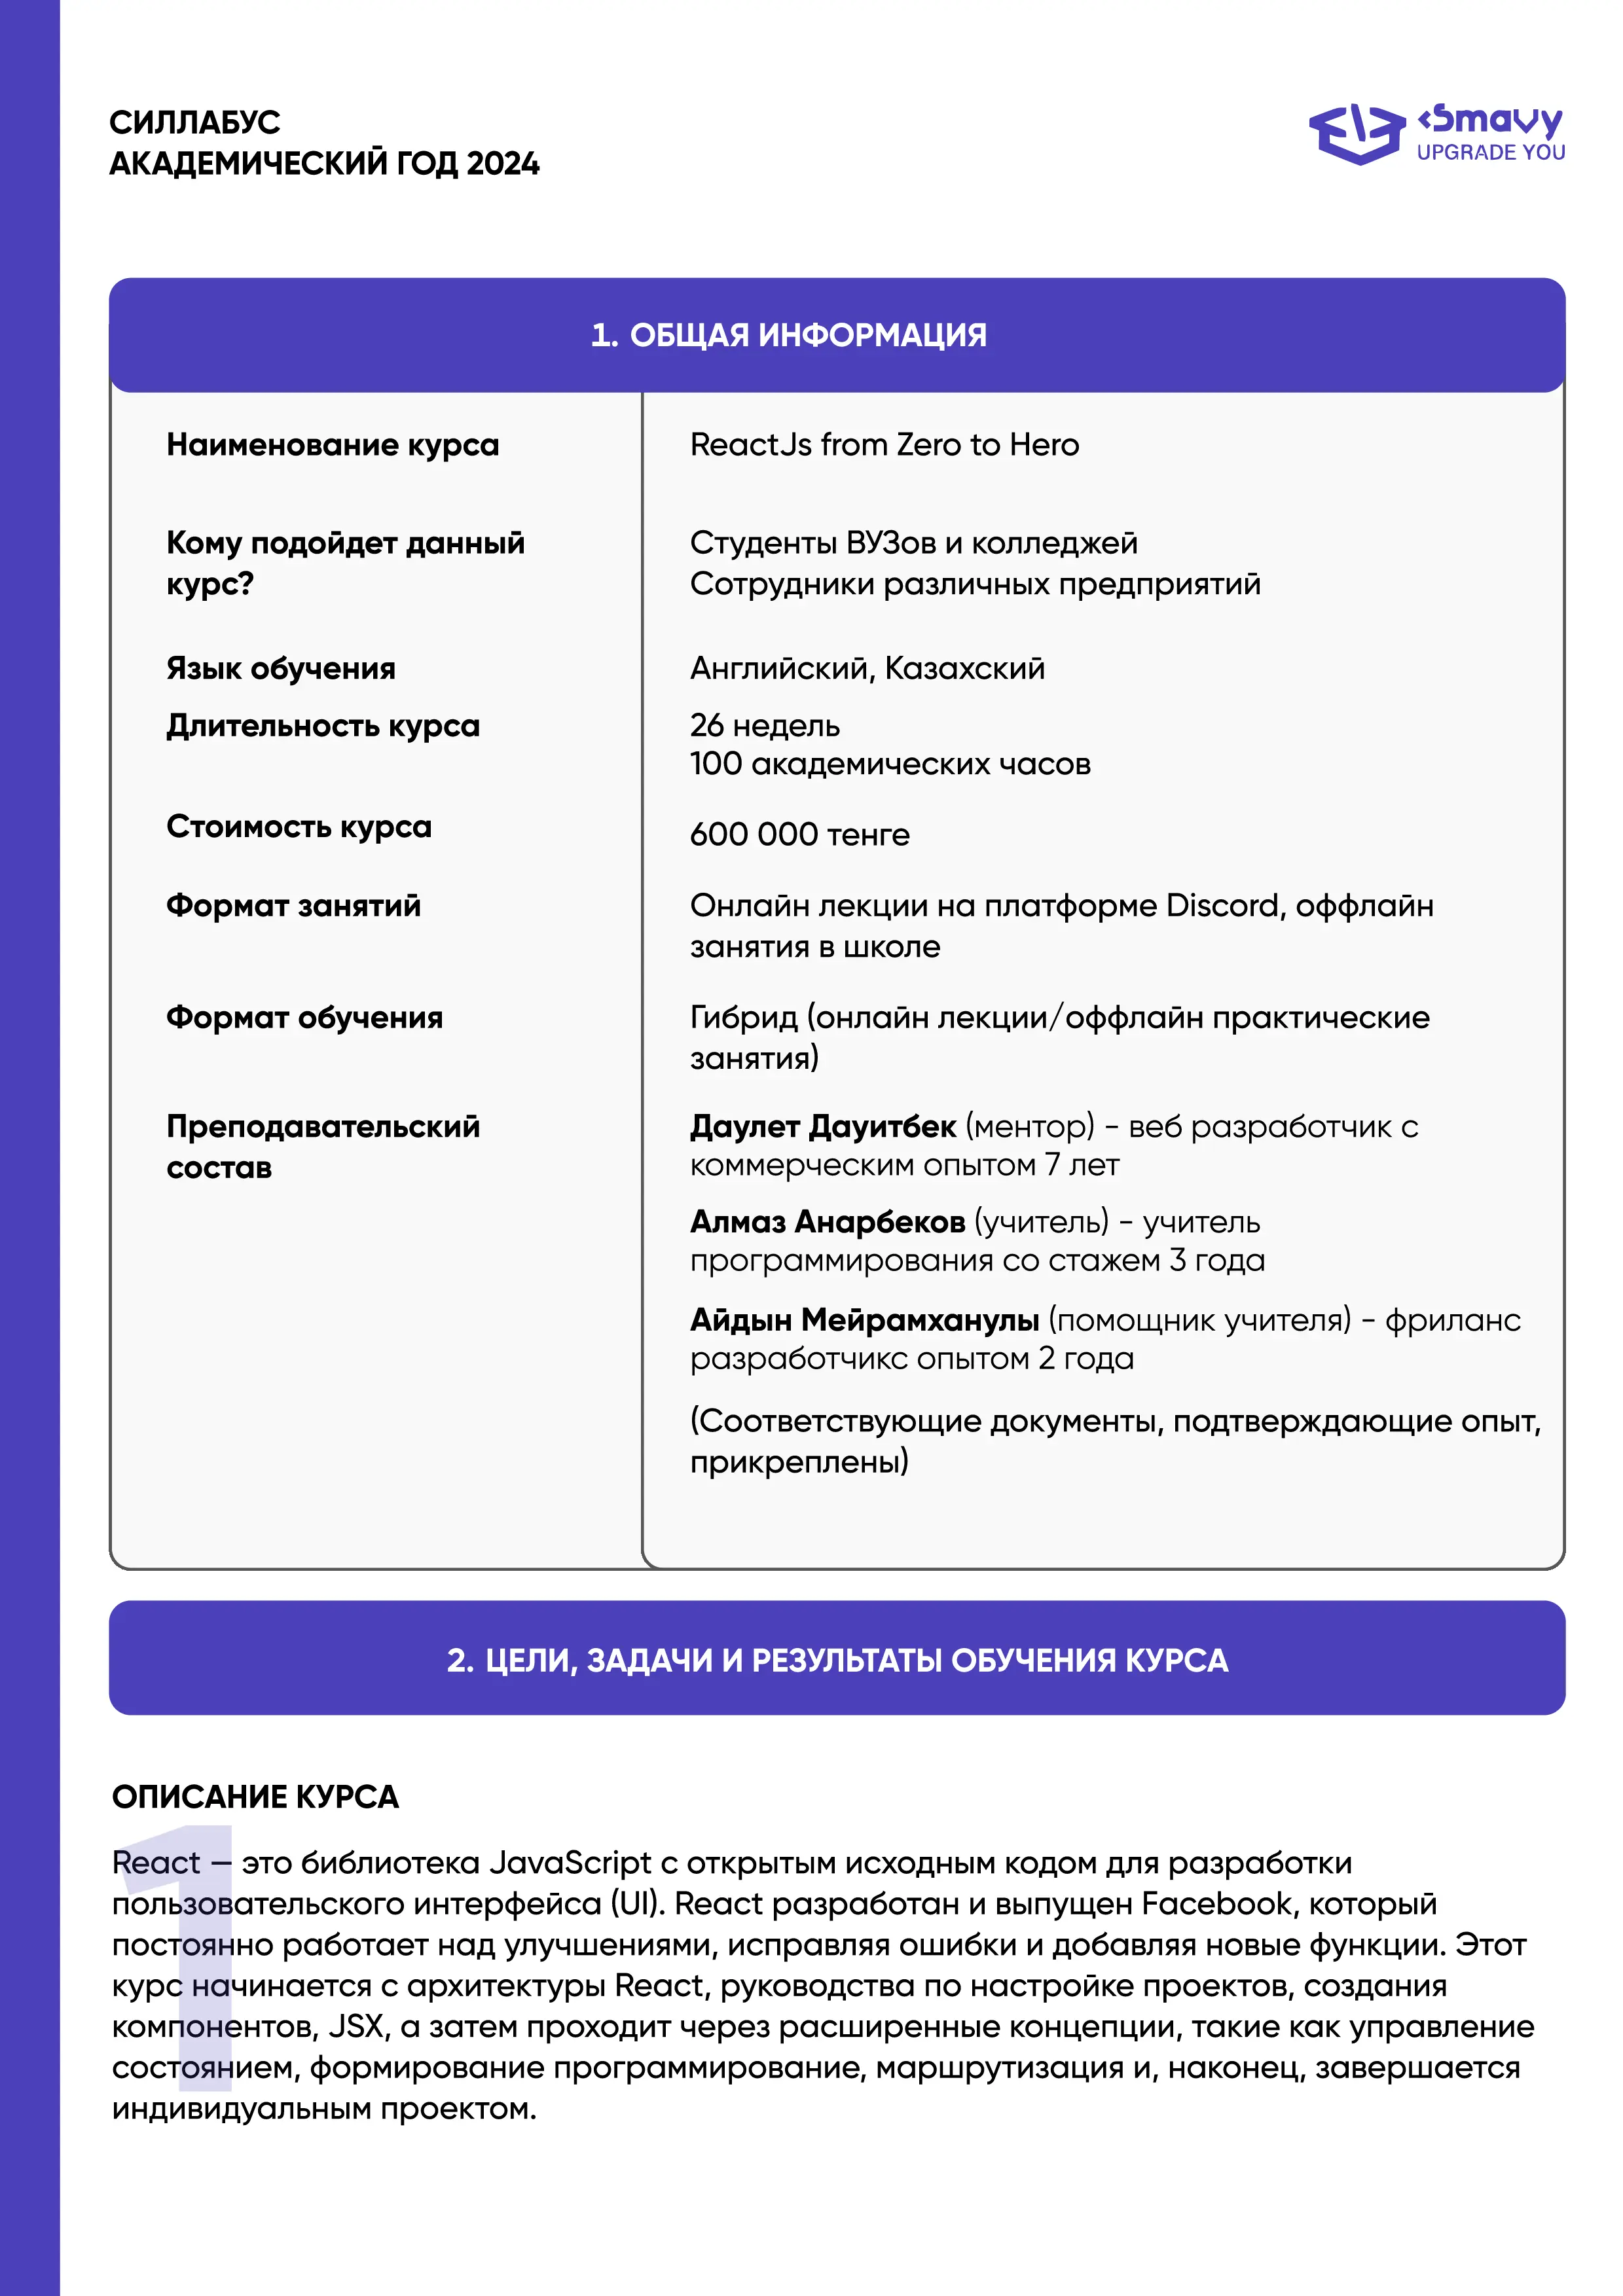 СИЛЛАБУС
АКАДЕМИЧЕСКИЙ ГОД 2024
<Smavy
UPGRADE YOU
1. ОБЩАЯ ИНФОРМАЦИЯ
Наименование курса
ReactJs from Zero to Hero
Кому подойдет данный
курс?
Студенты ВУЗов и колледжей
Сотрудники различных предприятий
Язык обучения
Английский, Казахский
Длительность курса
26 недель
100 академических часов
Стоимость курса
600 000 тенге
Формат занятий
Онлайн лекции на платформе Discord, оффлайн
занятия в школе
Формат обучения
Гибрид (онлайн лекции/оффлайн практические
занятия)
Преподавательский
состав
Даулет Дауитбек (ментор) - веб разработчик с
коммерческим опытом 7 лет
Алмаз Анарбеков (учитель) - учитель
программирования со стажем 3 года
Айдын Мейрамханулы (помощник учителя) - фриланс
разработчикс опытом 2 года
(Соответствующие документы, подтверждающие опыт,
прикреплены)
2. ЦЕЛИ, ЗАДАЧИ И РЕЗУЛЬТАТЫ ОБУЧЕНИЯ КУРСА
ОПИСАНИЕ КУРСА
1
React — это библиотека JavaScript с открытым исходным кодом для разработки
пользовательского интерфейса (UI). React разработан и выпущен Facebook, который
постоянно работает над улучшениями, исправляя ошибки и добавляя новые функции. Этот
курс начинается с архитектуры React, руководства по настройке проектов, создания
компонентов, JSX, а затем проходит через расширенные концепции, такие как управление
состоянием, формирование программирование, маршрутизация и, наконец, завершается
индивидуальным проектом.